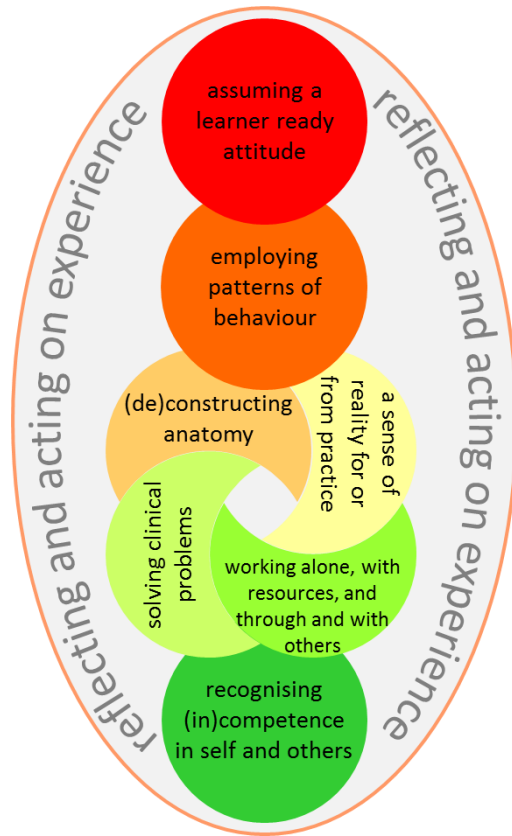 reflecting and acting on experience
reflecting and acting on experience
assuming a
learner ready
attitude
employing
patterns of
behaviour
(de)constructing
anatomy
a sense of
reality for or
from practice
solving clinical
problems
working alone, with
resources, and
through and with
others
recognising
(in)competence
in self and others